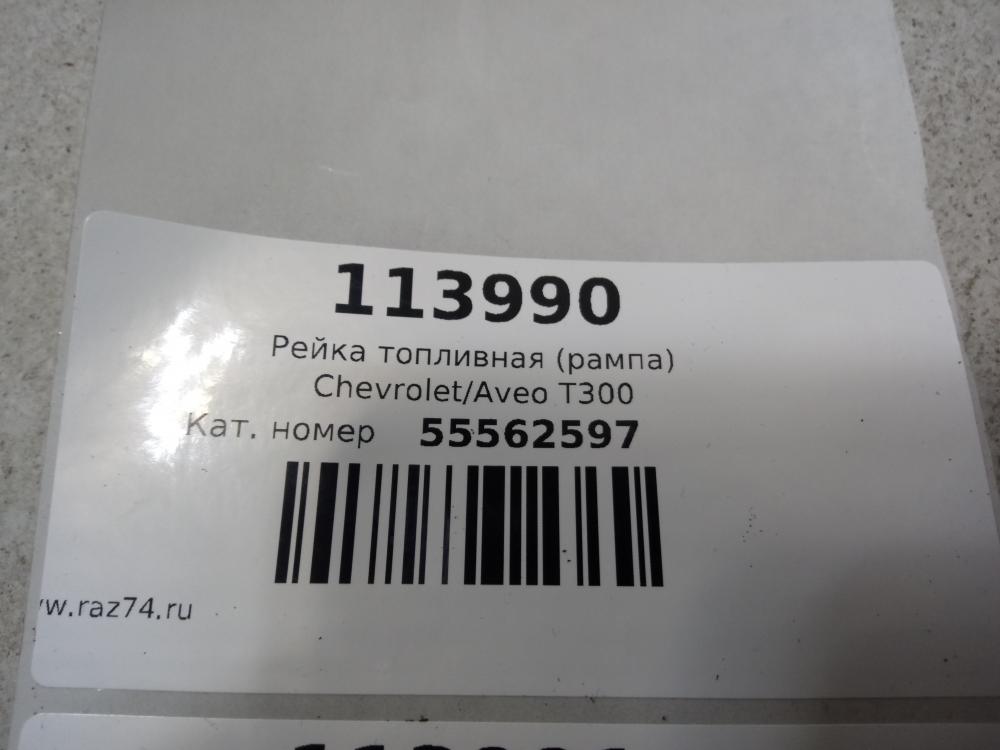 113990
Рейка топливная (рампа)
Chevrolet/Aveo T300
Кат. номер 55562597
w.raz74.ru